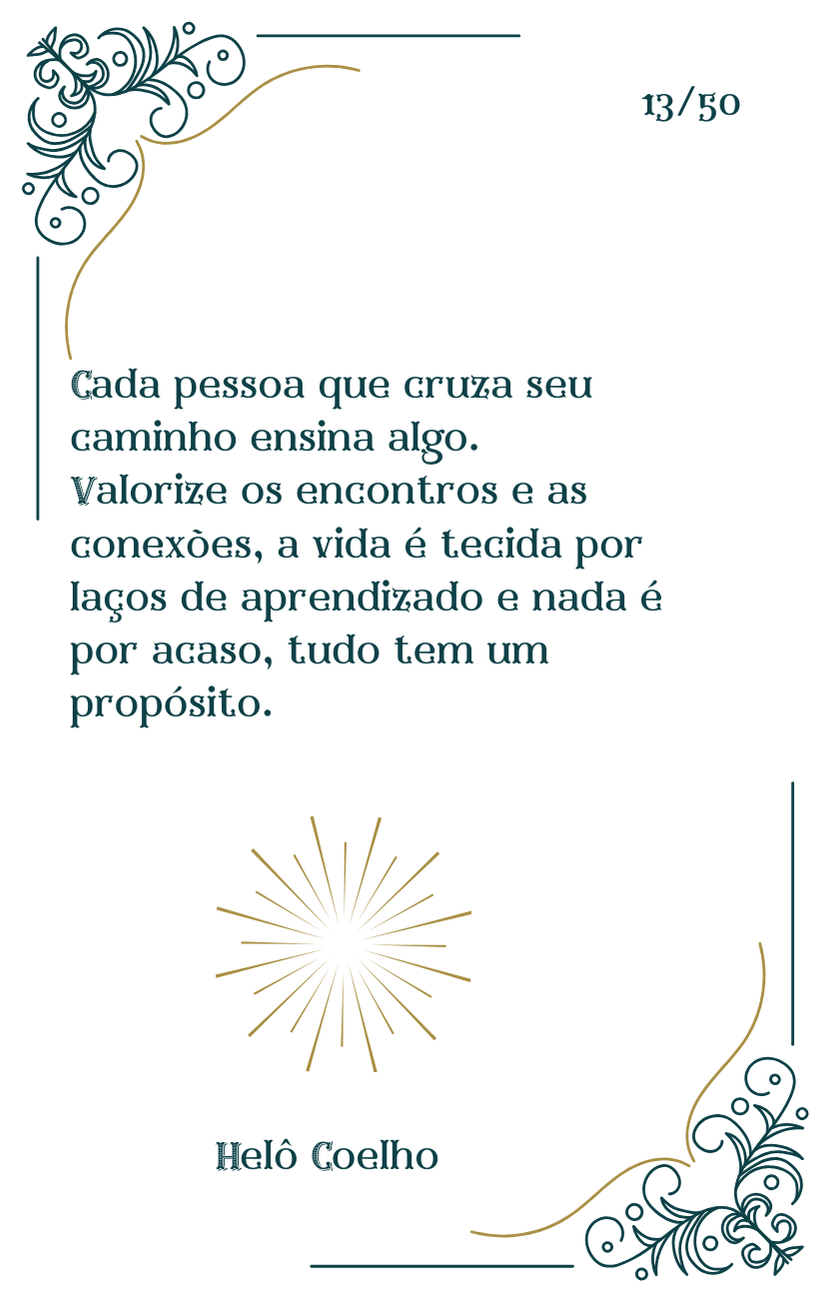 13/50
Cada pessoa que cruza seu
caminho ensina algo.
Valorize os encontros e as
conexões, a vida é tecida por
laços de aprendizado e nada é
por acaso, tudo tem um
propósito.
Helô Coelho